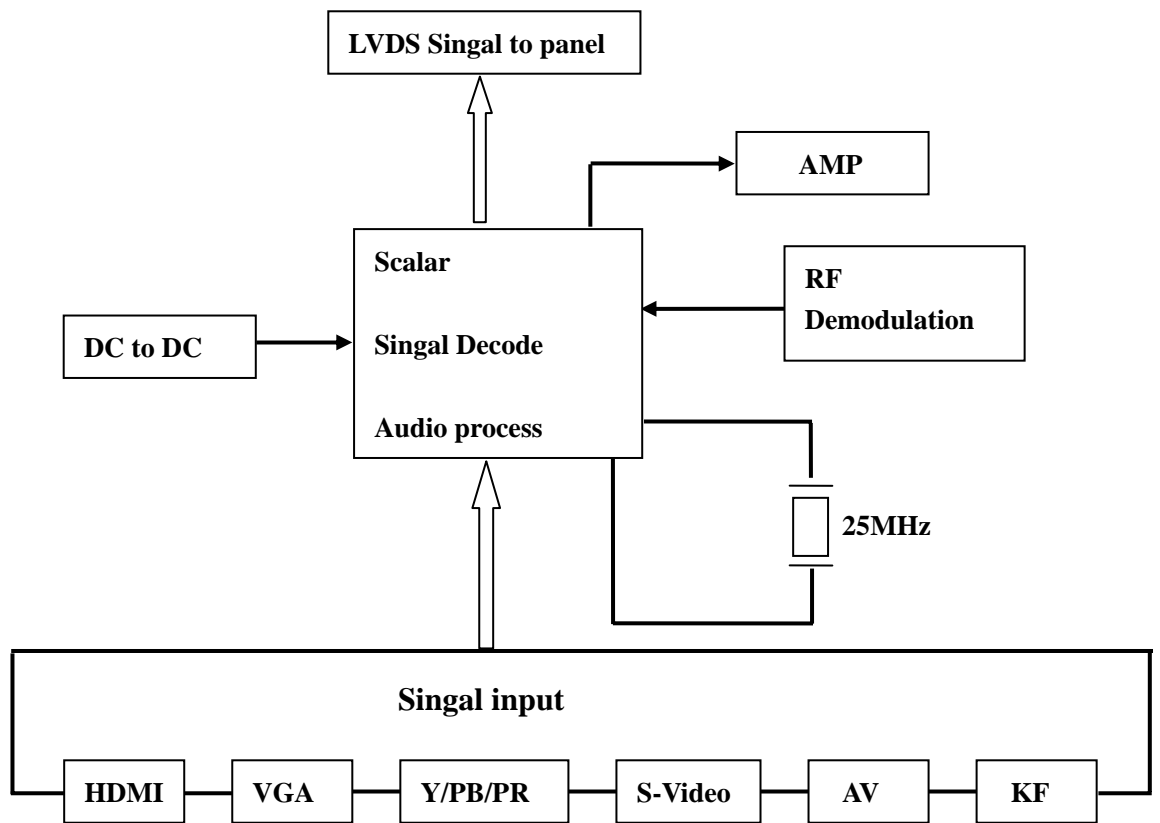 LVDS Singal to panel
AMP
Scalar
RF
Demodulation
DC to DC
Singal Decode
Audio process
25MHz
Singal input
HDMI
VGA
Y/PB/PR
S-Video
AV
KF